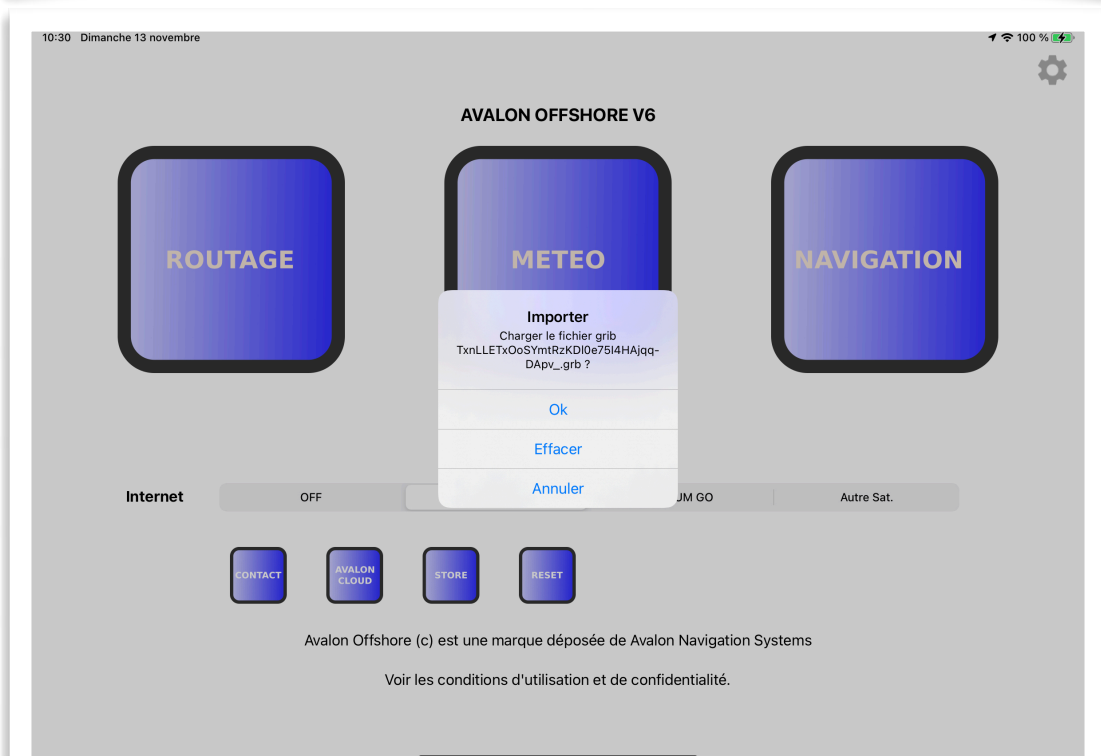 10:30 Dimanche 13 novembre
100 %
AVALON OFFSHORE V6
ROUTAGE
METEO
NAVIGATION
Importer
Charger le fichier grib
TxnLLETxOoSYmtRzKDI0e75I4HAjqq-
DApv_.grb ?
Ok
Effacer
Annuler
Internet
OFF
UM GO
Autre Sat.
CONTACT
AVALON
CLOUD
STORE
RESET
Avalon Offshore (c) est une marque déposée de Avalon Navigation Systems
Voir les conditions d'utilisation et de confidentialité.